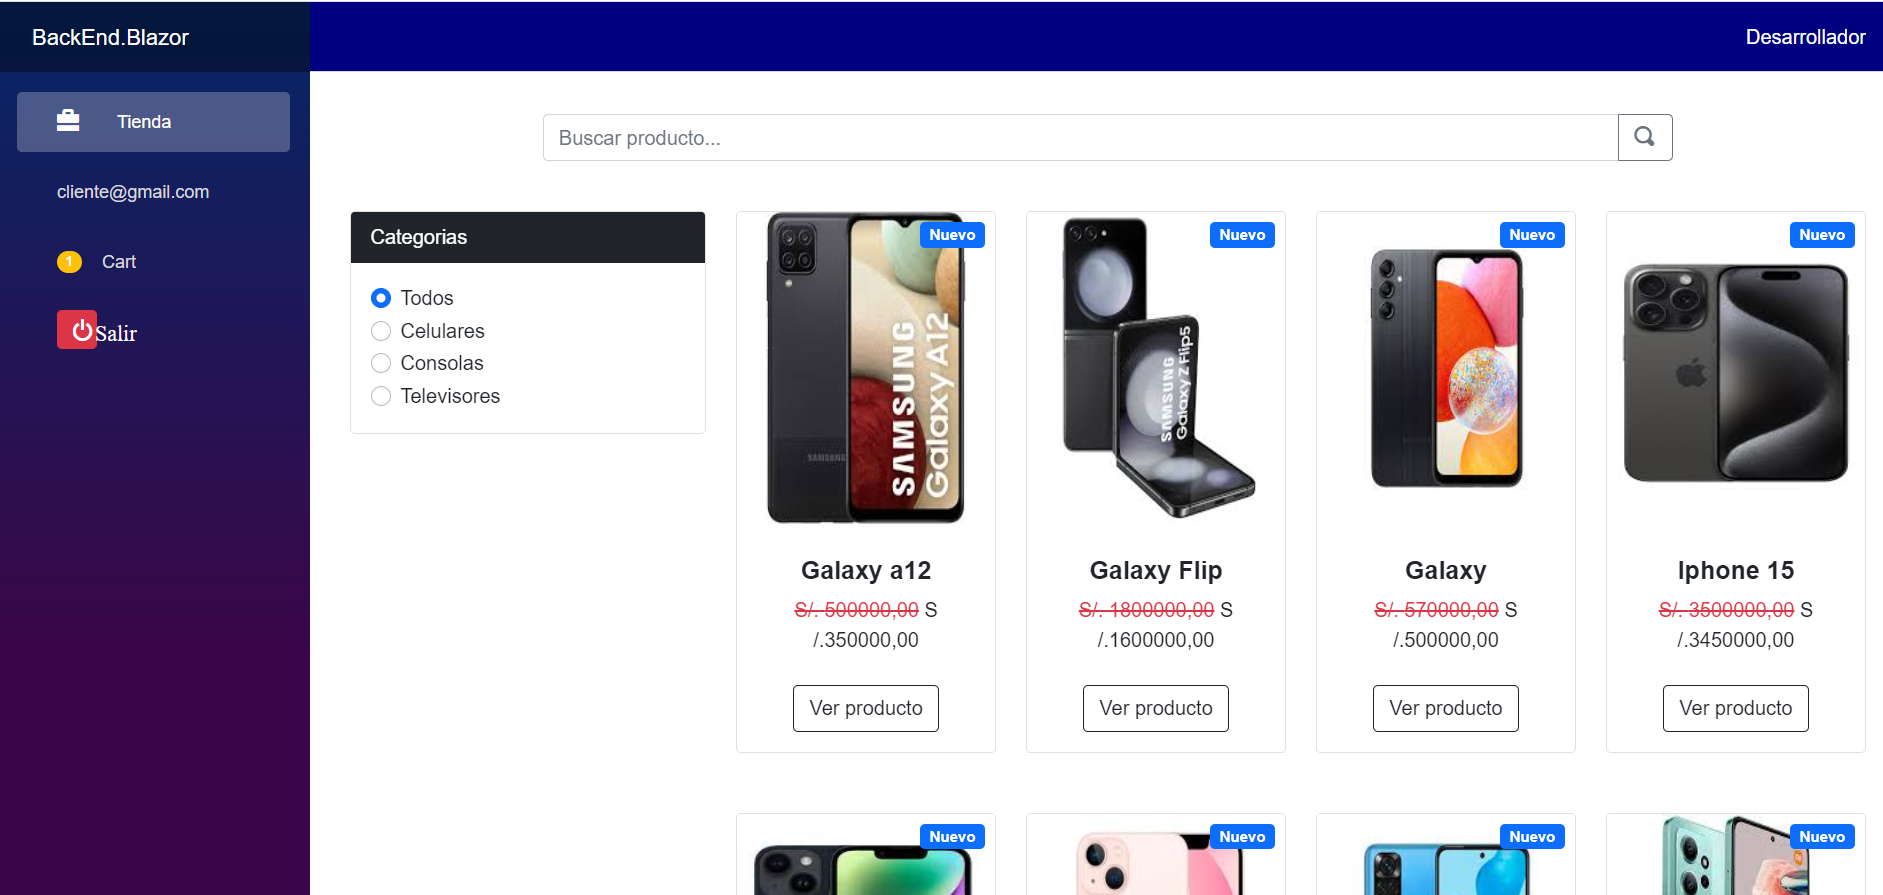 BackEnd.Blazor
Desarrollador
Tienda
cliente@gmail.com
1 Cart
Salir
Buscar producto...
Categorias
Todos
Celulares
Consolas
Televisores
Nuevo
SAMSUNG
SAMSUNG
Galaxy A12
Galaxy a12
S/. 500000,00 S
/.350000,00
Ver producto
Nuevo
SAMSUNG
Galaxy Z Flip5
Galaxy Flip
S/. 1800000,00 S
/.1600000,00
Ver producto
Nuevo
Galaxy
S/. 570000,00 S
/.500000,00
Ver producto
Nuevo
Iphone 15
S/. 3500000,00 S
/.3450000,00
Ver producto
Nuevo
Nuevo
Nuevo
Nuevo